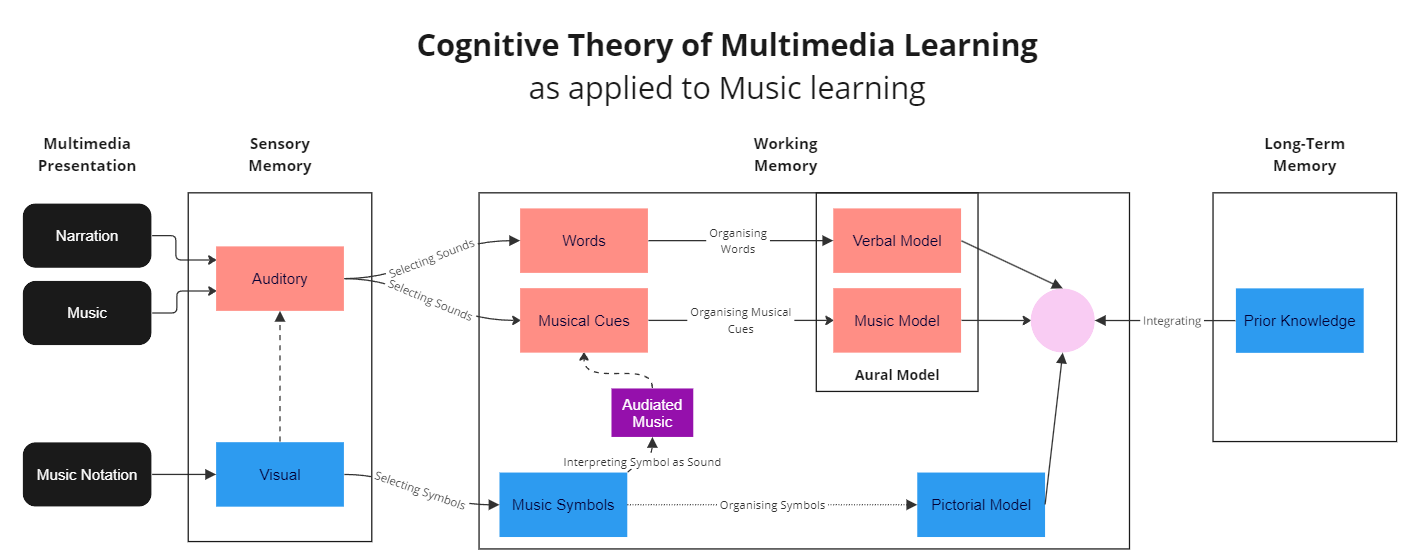 Cognitive Theory of Multimedia Learning
as applied to Music learning
Multimedia
Presentation
Sensory
Memory
Working
Memory
Long-Term
Memory
Narration
Music
Music Notation
Auditory
Visual
Selecting Sounds
Selecting Sounds
Selecting Symbols
Words
Musical Cues
Audiated
Music
Interpreting Symbol as Sound
Music Symbols
Organising
Words
Organising Musical
Cues
Organising Symbols
Verbal Model
Music Model
Aural Model
Pictorial Model
Integrating
Prior Knowledge